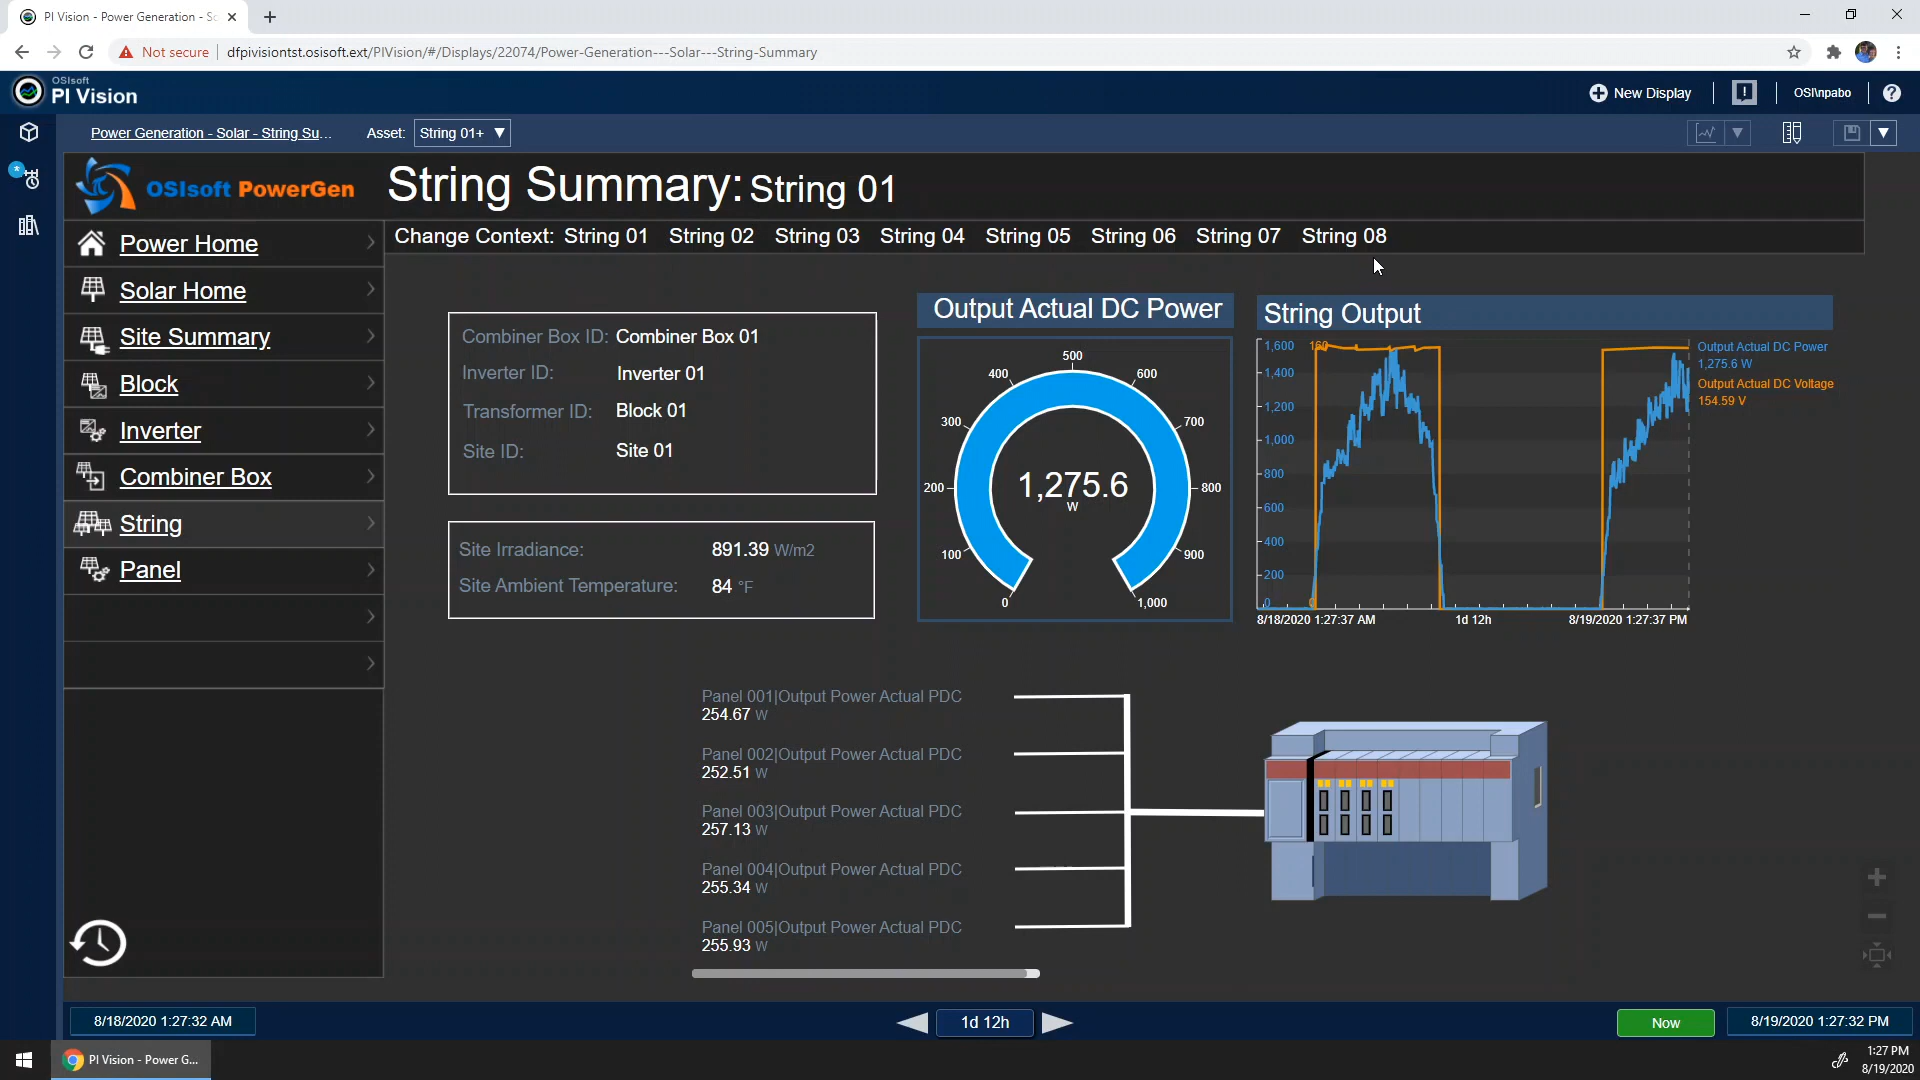 PI Vision - Power Generation - So
Not secure
dfpivisiontst.osisoft.ext/PIVision/#/Displays/22074/Power-Generation---Solar---String-Summary
OSIsoft
PI Vision
New Display
OSI\npabo
Power Generation - Solar - String Su...
Asset: String 01+
OSIsoft PowerGen
String Summary: String 01
Change Context: String 01 String 02 String 03 String 04 String 05 String 06 String 07 String 08
Power Home
Solar Home
Site Summary
Block
Inverter
Combiner Box
String
Panel
Combiner Box ID: Combiner Box 01
Inverter ID: Inverter 01
Transformer ID: Block 01
Site ID: Site 01
Site Irradiance: 891.39 W/m2
Site Ambient Temperature: 84 °F
Output Actual DC Power
500
400 600
300 700
200 800
100 900
0 1,000
1,275.6
W
String Output
1,600 160
1,400
1,200
1,000
800
600
400
200
0 0
8/18/2020 1:27:37 AM 1d 12h 8/19/2020 1:27:37 PM
Output Actual DC Power
1,275.6 W
Output Actual DC Voltage
154.59 V
Panel 001|Output Power Actual PDC
254.67 W
Panel 002|Output Power Actual PDC
252.51 W
Panel 003|Output Power Actual PDC
257.13 W
Panel 004|Output Power Actual PDC
255.34 W
Panel 005|Output Power Actual PDC
255.93 W
8/18/2020 1:27:32 AM
1d 12h
Now
8/19/2020 1:27:32 PM
PI Vision - Power G...
1:27 PM
8/19/2020